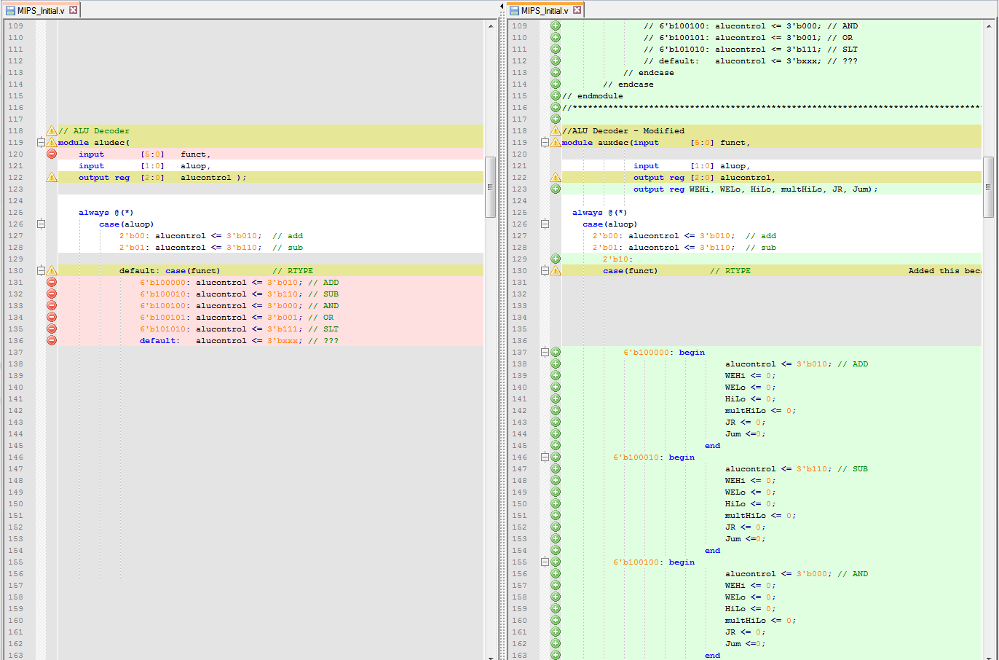 MIPS_Initial.v
109
110
111
112
113
114
115
116
117
118 // ALU Decoder
119 module aludec(
120 input [5:0] funct,
121 input [1:0] aluop,
122 output reg [2:0] alucontrol );
123
124
125 always @(*)
126 case(aluop)
127 2'b00: alucontrol <= 3'b010; // add
128 2'b01: alucontrol <= 3'b110; // sub
129
130 default: case(funct) // RTYPE
131 6'b100000: alucontrol <= 3'b010; // ADD
132 6'b100010: alucontrol <= 3'b110; // SUB
133 6'b100100: alucontrol <= 3'b000; // AND
134 6'b100101: alucontrol <= 3'b001; // OR
135 6'b101010: alucontrol <= 3'b111; // SLT
136 default: alucontrol <= 3'bxxx; // ???
137
138
139
140
141
142
143
144
145
146
147
148
149
150
151
152
153
154
155
156
157
158
159
160
161
162
163
MIPS_Initial.v
109 // 6'b100100: alucontrol <= 3'b000; // AND
110 // 6'b100101: alucontrol <= 3'b001; // OR
111 // 6'b101010: alucontrol <= 3'b111; // SLT
112 // default: alucontrol <= 3'bxxx; // ???
113 // endcase
114 // endcase
115 // endmodule
116 //**********************************************************************************
117
118 //ALU Decoder - Modified
119 module auxdec(input [5:0] funct,
120
121 input [1:0] aluop,
122 output reg [2:0] alucontrol,
123 output reg WEHi, WELo, HiLo, multHiLo, JR, Jum);
124
125 always @(*)
126 case(aluop)
127 2'b00: alucontrol <= 3'b010; // add
128 2'b01: alucontrol <= 3'b110; // sub
129 2'b10:
130 case(funct) // RTYPE Added this beca
131
132
133
134
135
136
137 6'b100000: begin
138 alucontrol <= 3'b010; // ADD
139 WEHi <= 0;
140 WELo <= 0;
141 HiLo <= 0;
142 multHiLo <= 0;
143 JR <= 0;
144 Jum <=0;
145 end
146 6'b100010: begin
147 alucontrol <= 3'b110; // SUB
148 WEHi <= 0;
149 WELo <= 0;
150 HiLo <= 0;
151 multHiLo <= 0;
152 JR <= 0;
153 Jum <=0;
154 end
155 6'b100100: begin
156 alucontrol <= 3'b000; // AND
157 WEHi <= 0;
158 WELo <= 0;
159 HiLo <= 0;
160 multHiLo <= 0;
161 JR <= 0;
162 Jum <=0;
163 end